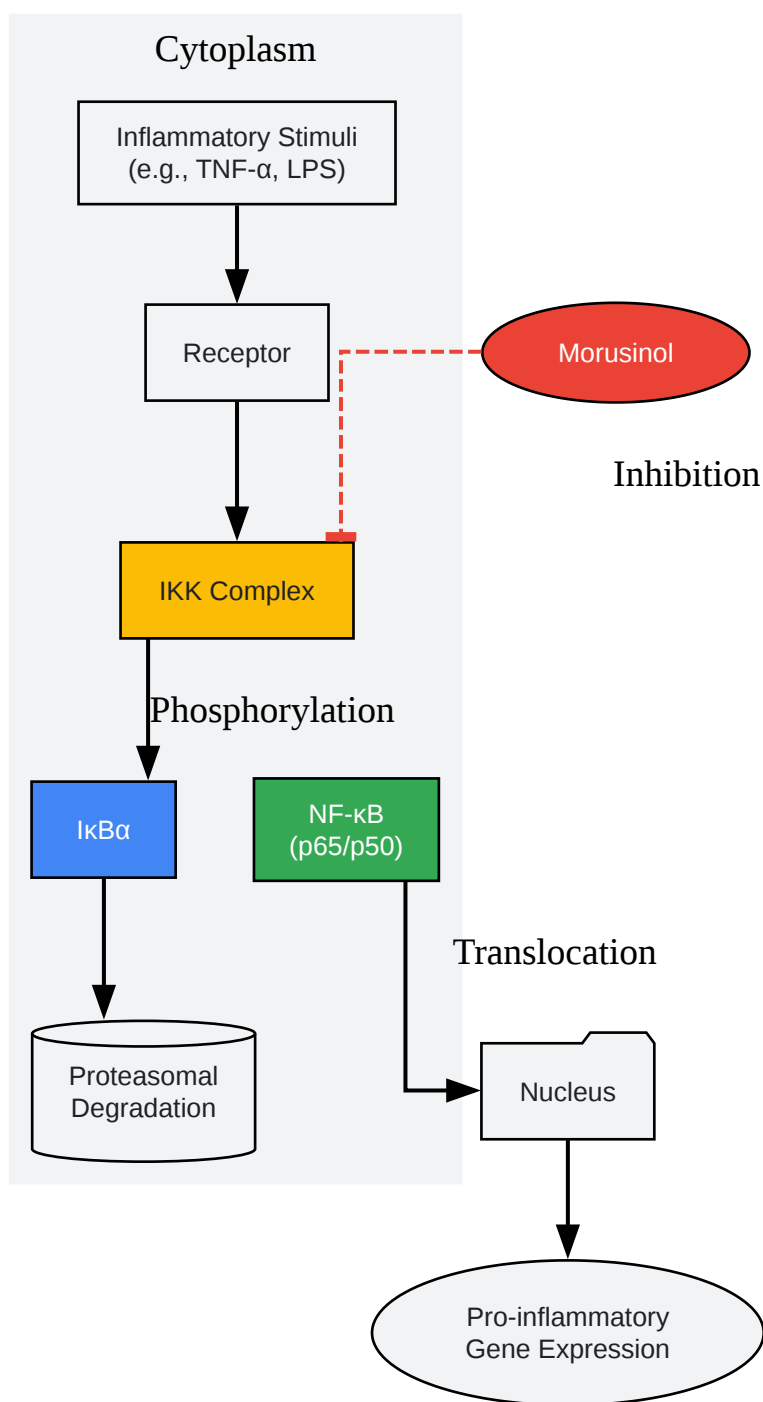 Cytoplasm
Inflammatory Stimuli
(e.g., TNF-α, LPS)
Receptor
Morusinol
Inhibition
IKK Complex
Phosphorylation
IκBα
NF-κB
(p65/p50)
Translocation
Proteasomal
Degradation
Nucleus
Pro-inflammatory
Gene Expression